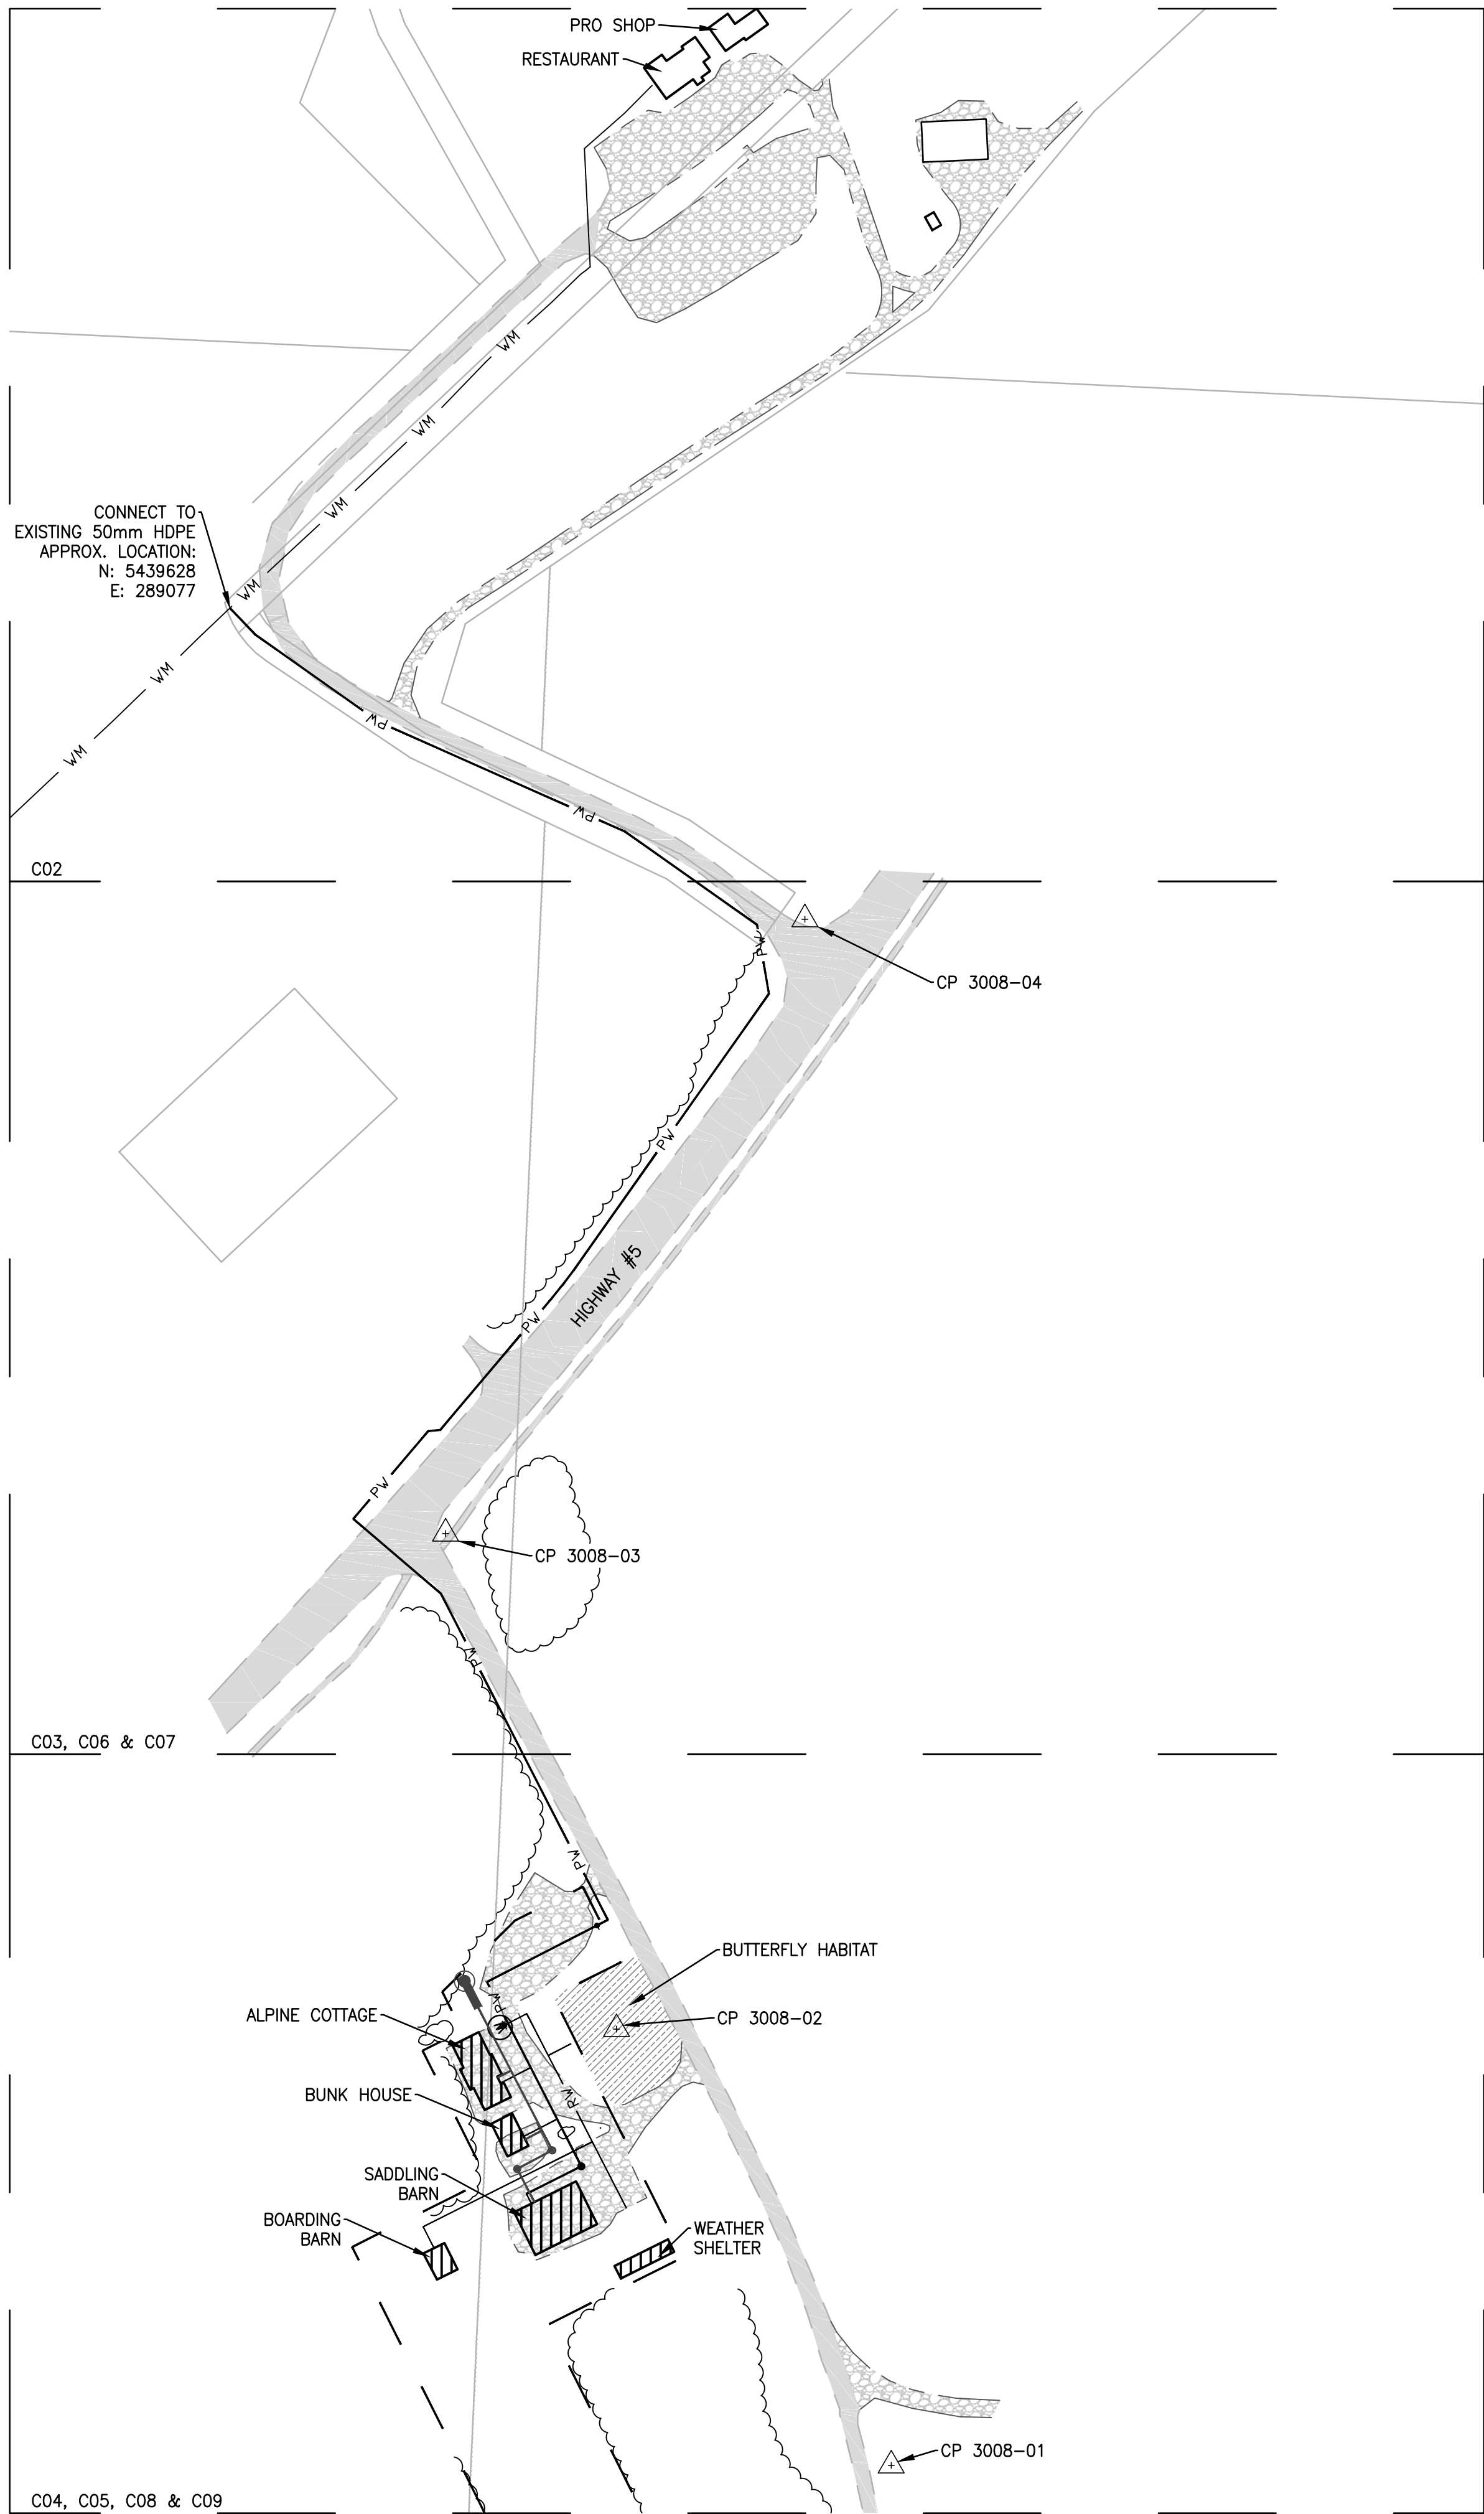 PRO SHOP
RESTAURANT
WM
WM
WM
CONNECT TO
EXISTING 50mm HDPE
APPROX. LOCATION:
N: 5439628
E: 289077
WM
WM
WM
PW
PW
C02
PW
CP 3008-04
PW
HIGHWAY #5
PW
PW
CP 3008-03
PW
C03, C06 & C07
PW
BUTTERFLY HABITAT
PW
ALPINE COTTAGE
CP 3008-02
BUNK HOUSE
PW
SADDLING
BARN
BOARDING
BARN
WEATHER
SHELTER
CP 3008-01
C04, C05, C08 & C09